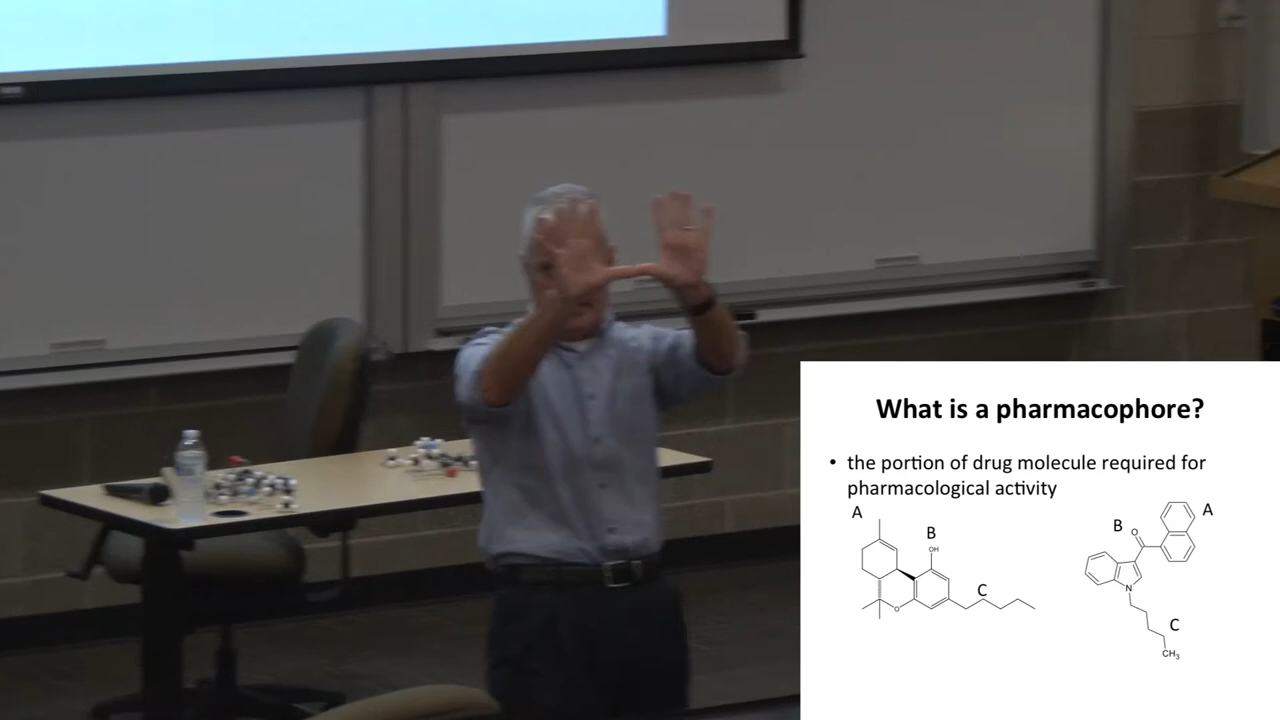 What is a pharmacophore?
• the portion of drug molecule required for
pharmacological activity
A
B
OH
C
O
B
O
A
N
C
CH3